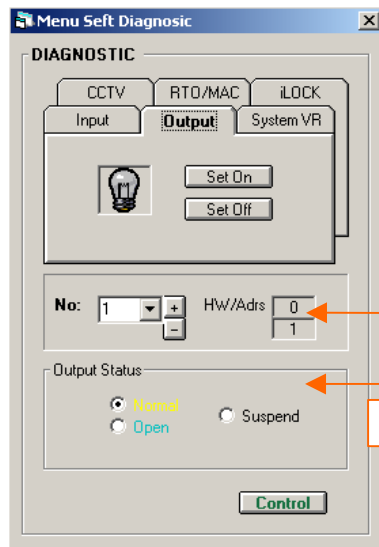 Menu Seft Diagnosic
DIAGNOSTIC
CCTV RTO/MAC iLOCK
Input Output System VR
Set On
Set Off
No: 1 + - HW/Adrs 0
1
Output Status
Normal
Open
Suspend
Control